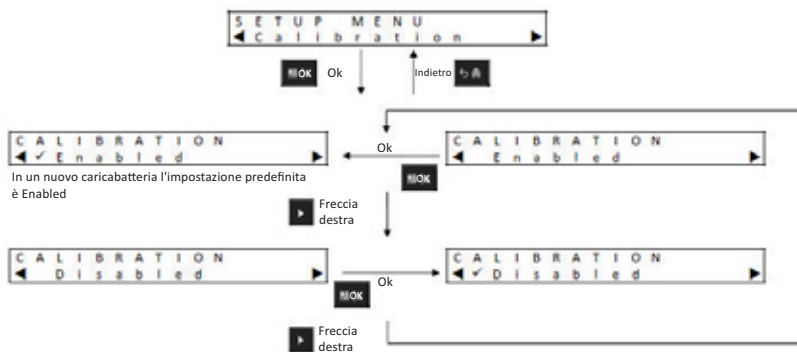 SETUP MENU
◀ Calibration ▶
OK Ok
Indietro
CALIBRATION
◀ ✓ Enabled ▶
Ok
OK
CALIBRATION
◀ Enabled ▶
In un nuovo caricabatteria l'impostazione predefinita
è Enabled
Freccia
destra
CALIBRATION
◀ Disabled ▶
Ok
OK
CALIBRATION
◀ ✓ Disabled ▶
Freccia
destra